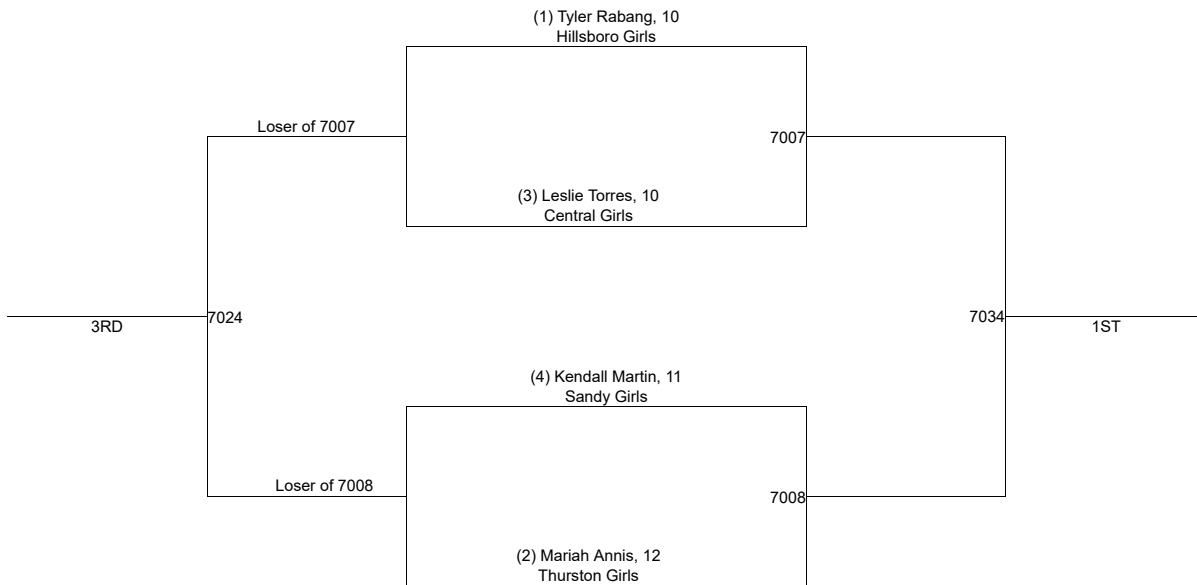 (1) Tyler Rabang, 10
Hillsboro Girls
Loser of 7007
7007
(3) Leslie Torres, 10
Central Girls
3RD
7024
7034
1ST
(4) Kendall Martin, 11
Sandy Girls
Loser of 7008
7008
(2) Mariah Annis, 12
Thurston Girls